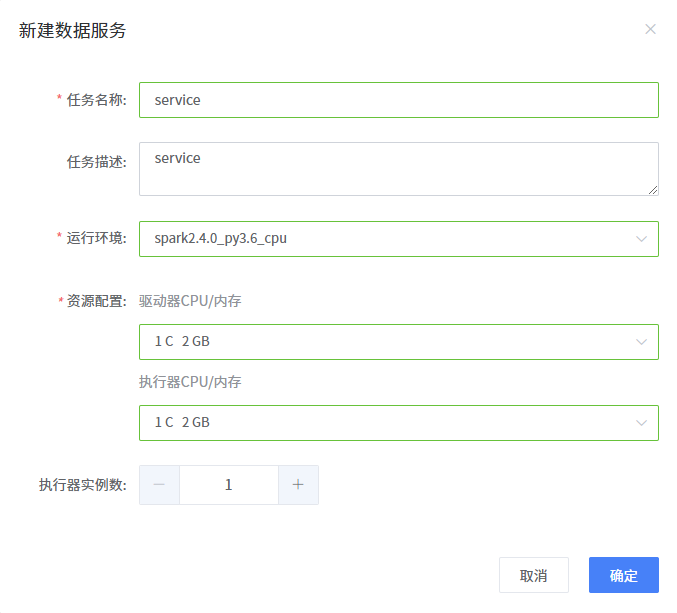 新建数据服务
* 任务名称: service
任务描述: service
* 运行环境: spark2.4.0_py3.6_cpu
* 资源配置: 驱动器CPU/内存
1 C 2 GB
执行器CPU/内存
1 C 2 GB
执行器实例数: 1
取消 确定